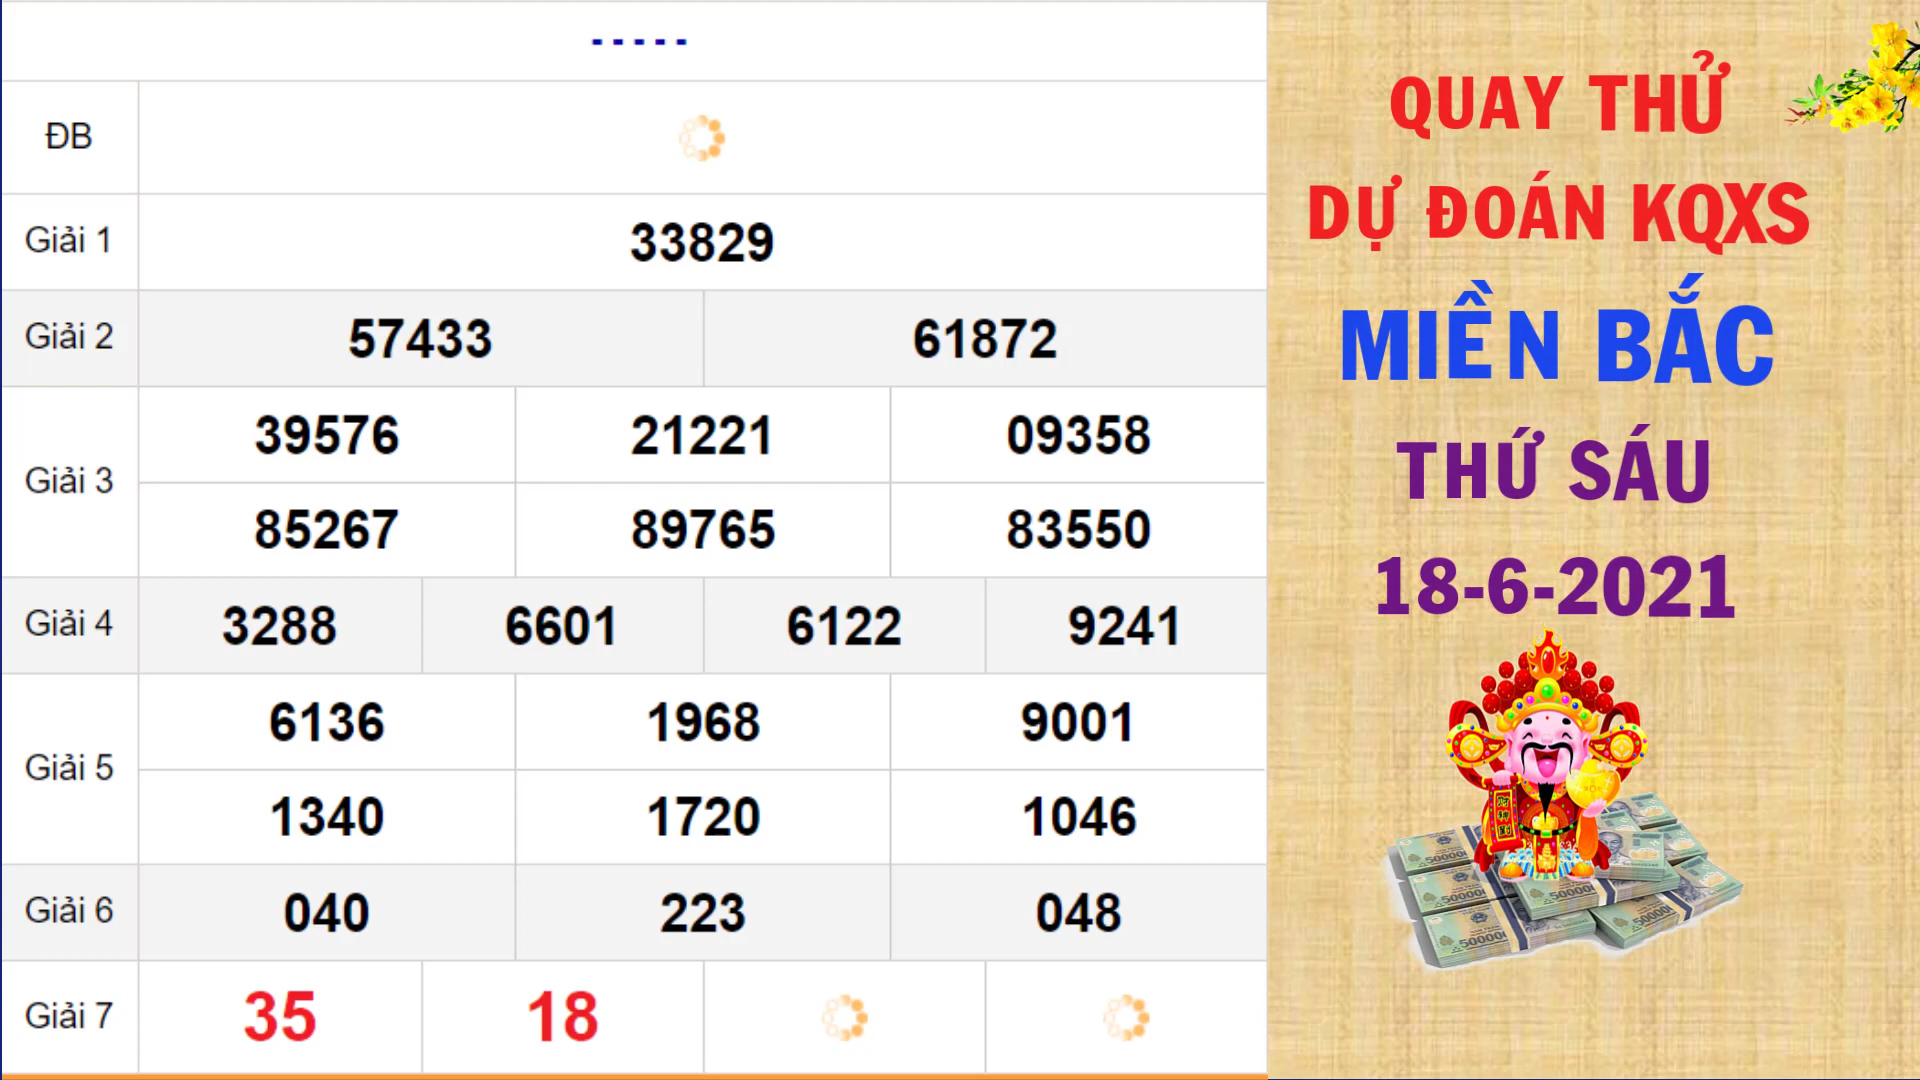 - - - - -
ĐB
Giải 1 33829
Giải 2 57433 61872
Giải 3 39576 21221 09358
85267 89765 83550
Giải 4 3288 6601 6122 9241
Giải 5 6136 1968 9001
1340 1720 1046
Giải 6 040 223 048
Giải 7 35 18
QUAY THỬ
DỰ ĐOÁN KQXS
MIỀN BẮC
THỨ SÁU
18-6-2021